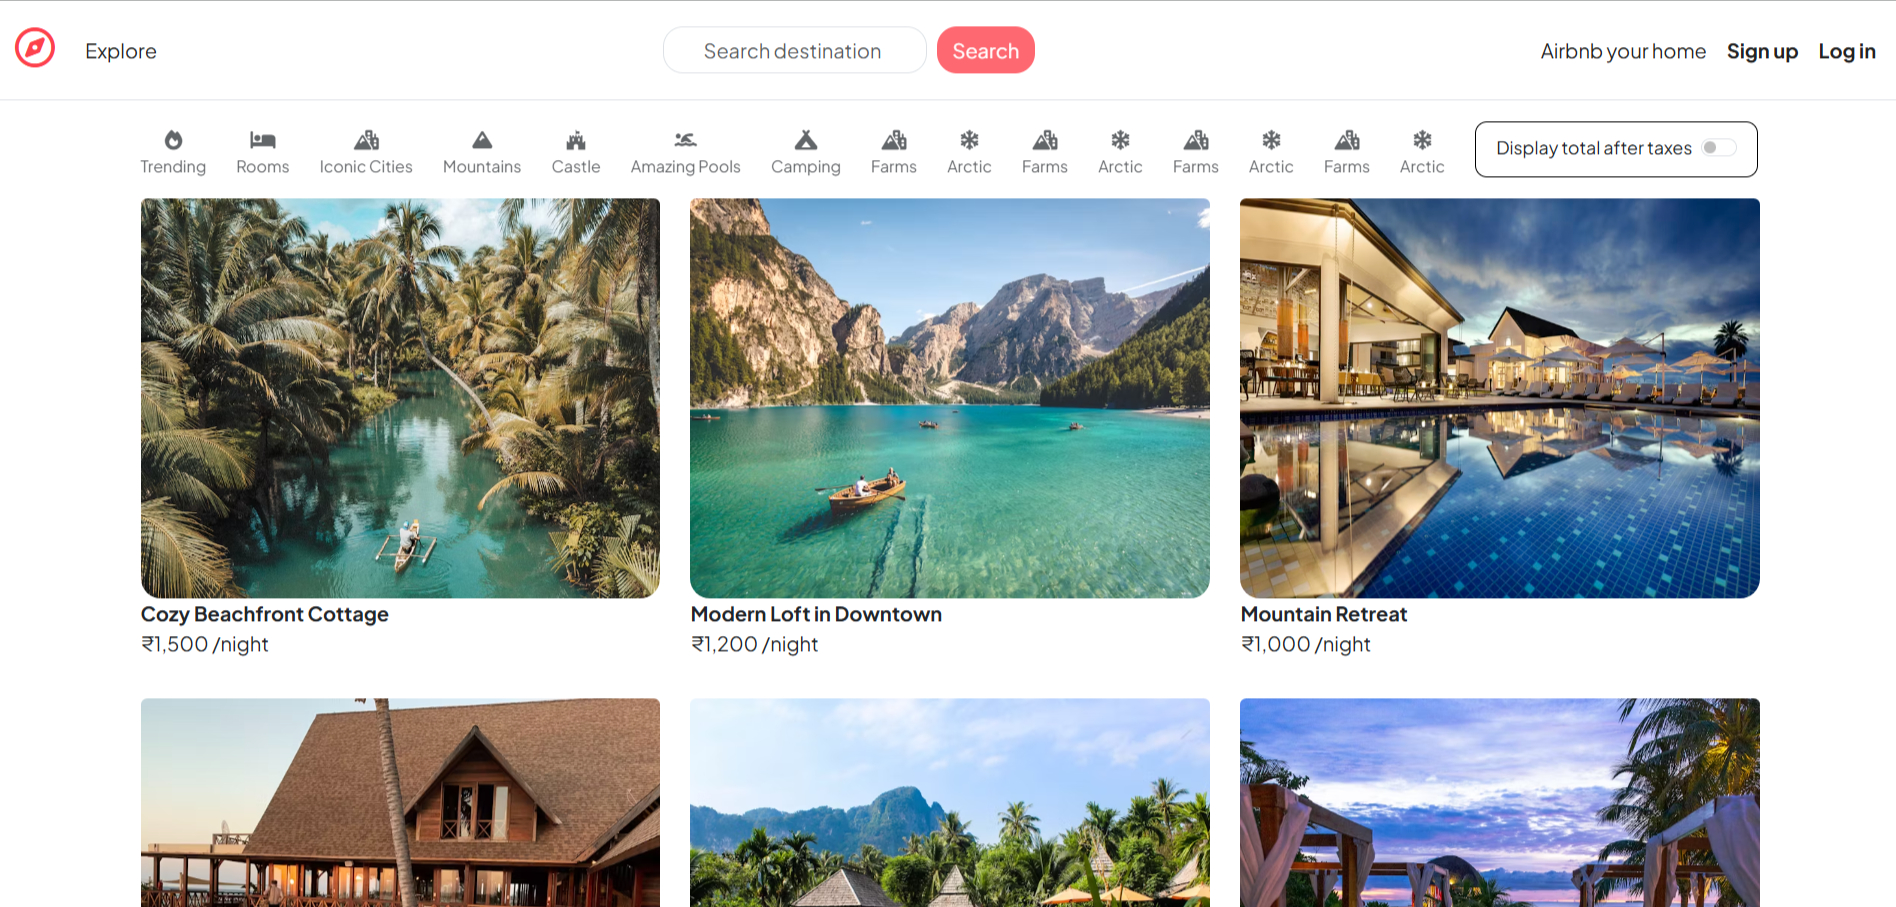 Explore
Search destination
Search
Airbnb your home
Sign up
Log in
Trending
Rooms
Iconic Cities
Mountains
Castle
Amazing Pools
Camping
Farms
Arctic
Farms
Arctic
Farms
Arctic
Farms
Arctic
Display total after taxes
Cozy Beachfront Cottage
₹1,500 /night
Modern Loft in Downtown
₹1,200 /night
Mountain Retreat
₹1,000 /night